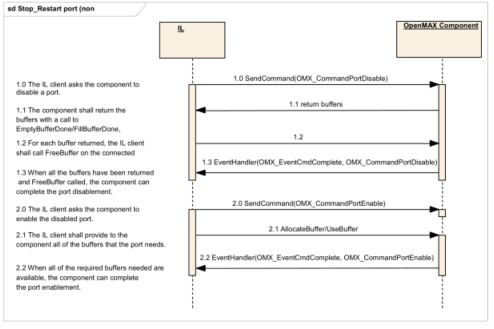 sd Stop_Restart port (non
IL
OpenMAX Component
1.0 The IL client asks the component to
disable a port.
1.0 SendCommand(OMX_CommandPortDisable)
1.1 The component shall return the
buffers with a call to
EmptyBufferDone/FillBufferDone,
1.1 return buffers
1.2 For each buffer returned, the IL client
shall call FreeBuffer on the connected
1.2
1.3 EventHandler(OMX_EventCmdComplete, OMX_CommandPortDisable)
1.3 When all the buffers have been returned
and FreeBuffer called, the component can
complete the port disablement.
2.0 The IL client asks the component to
enable the disabled port.
2.0 SendCommand(OMX_CommandPortEnable)
2.1 The IL client shall provide to the
component all of the buffers that the port needs.
2.1 AllocateBuffer/UseBuffer
2.2 EventHandler(OMX_EventCmdComplete, OMX_CommandPortEnable)
2.2 When all of the required buffers needed are
available, the component can complete
the port enablement.